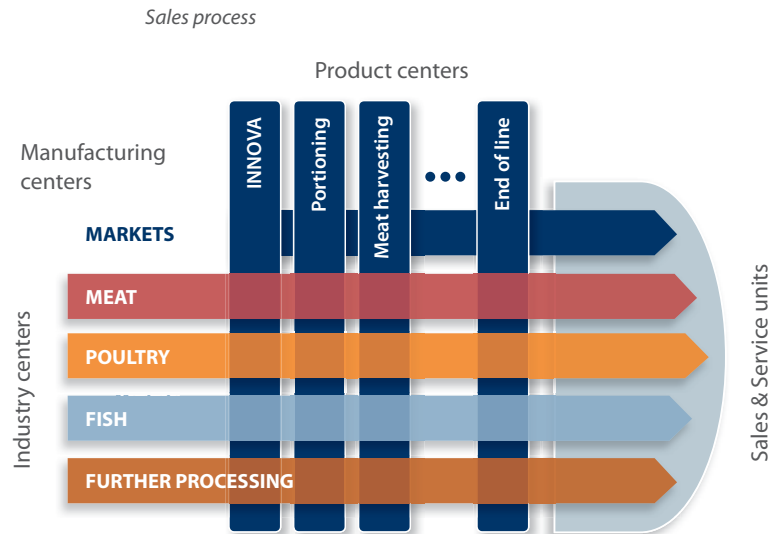 Sales process
Product centers
Manufacturing
centers
INNOVA
Portioning
Meat harvesting
•••
End of line
MARKETS
MEAT
POULTRY
FISH
FURTHER PROCESSING
Industry centers
Sales & Service units